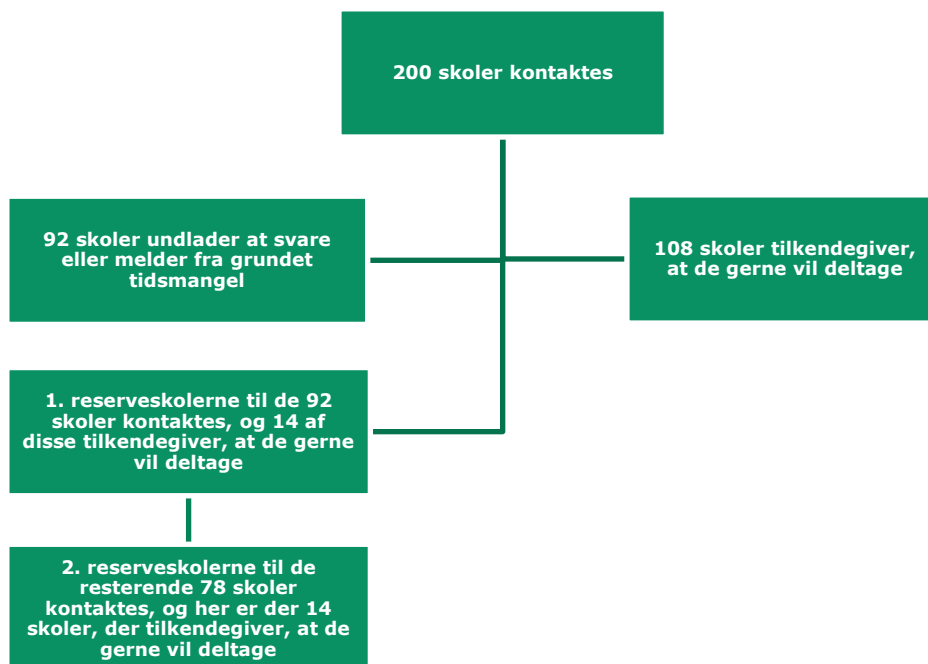 200 skoler kontaktes
92 skoler undlader at svare
eller melder fra grundet
tidsmangel
108 skoler tilkendegiver,
at de gerne vil deltage
1. reserveskolerne til de 92
skoler kontaktes, og 14 af
disse tilkendegiver, at de gerne
vil deltage
2. reserveskolerne til de
resterende 78 skoler
kontaktes, og her er der 14
skoler, der tilkendegiver, at de
gerne vil deltage